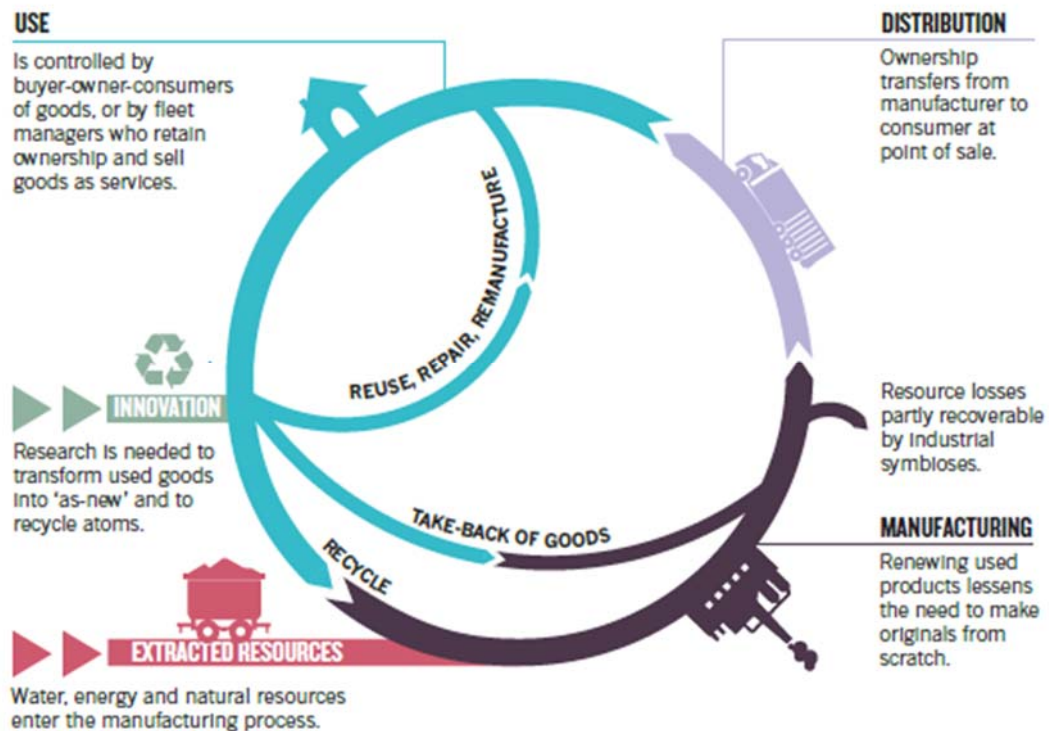 USE
Is controlled by
buyer-owner-consumers
of goods, or by fleet
managers who retain
ownership and sell
goods as services.
DISTRIBUTION
Ownership
transfers from
manufacturer to
consumer at
point of sale.
REUSE, REPAIR, REMANUFACTURE
INNOVATION
Research is needed to
transform used goods
into ‘as-new’ and to
recycle atoms.
Resource losses
partly recoverable
by industrial
symbioses.
TAKE-BACK OF GOODS
RECYCLE
MANUFACTURING
Renewing used
products lessens
the need to make
originals from
scratch.
EXTRACTED RESOURCES
Water, energy and natural resources
enter the manufacturing process.